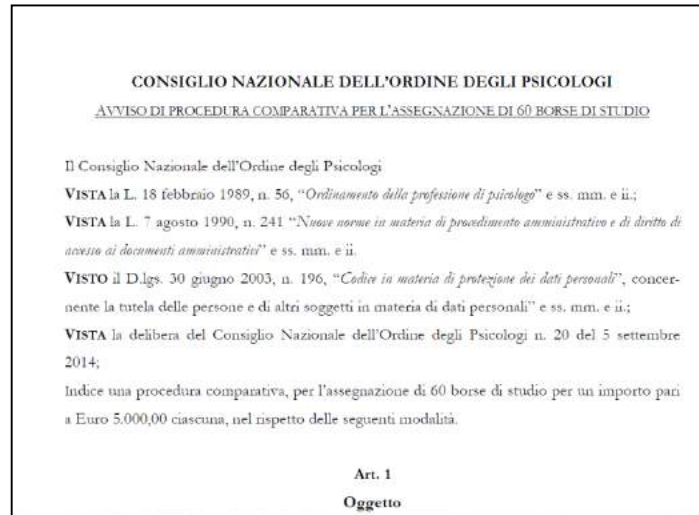 CONSIGLIO NAZIONALE DELL'ORDINE DEGLI PSICOLOGI
AVVISO DI PROCEDURA COMPARATIVA PER L'ASSEGNAZIONE DI 60 BORSE DI STUDIO
Il Consiglio Nazionale dell'Ordine degli Psicologi
VISTA la L. 18 febbraio 1989, n. 56, “Ordinamento della professione di psicologo” e ss. mm. e ii.;
VISTA la L. 7 agosto 1990, n. 241 “Nuove norme in materia di procedimento amministrativo e di diritto di
accesso ai documenti amministrativi” e ss. mm. e ii.
VISTO il D.lgs. 30 giugno 2003, n. 196, “Codice in materia di protezione dei dati personali”, concer-
nente la tutela delle persone e di altri soggetti in materia di dati personali” e ss. mm. e ii.;
VISTA la delibera del Consiglio Nazionale dell'Ordine degli Psicologi n. 20 del 5 settembre
2014;
Indice una procedura comparativa, per l'assegnazione di 60 borse di studio per un importo pari
a Euro 5.000,00 ciascuna, nel rispetto delle seguenti modalità.
Art. 1
Oggetto